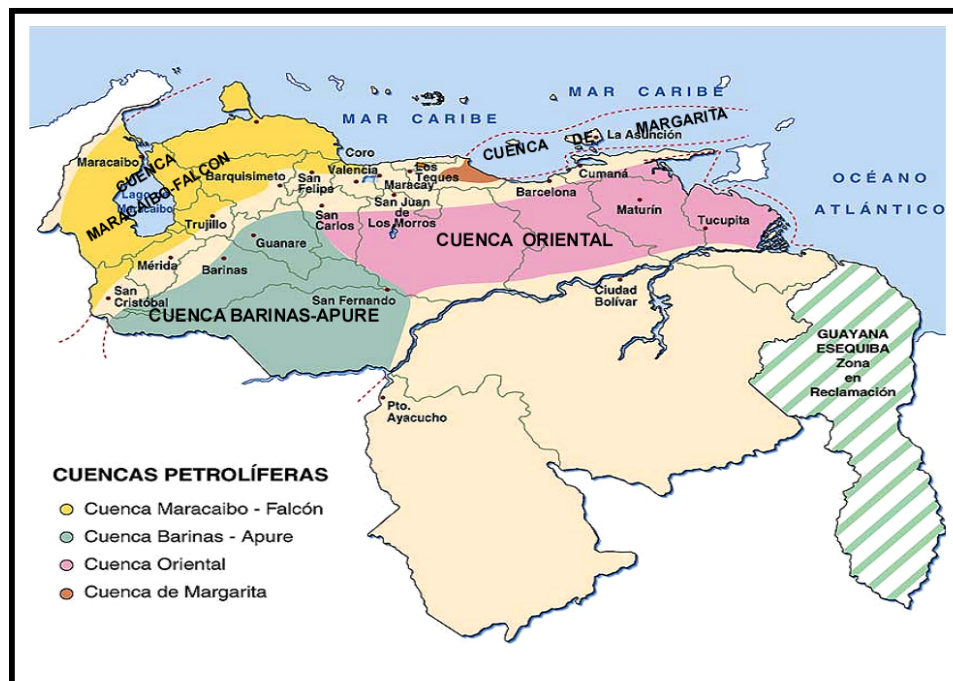 MAR CARIBE
MAR CARIBE
CUENCA DE MARGARITA
La Asunción
OCÉANO
ATLÁNTICO
Maracaibo
CUENCA
MARACAIBO-FALCON
Lago
Maracaibo
Coro
Barquisimeto
San
Felipe
Valencia
Los
Teques
Maracay
Barcelona
Cumaná
San Juan
de
Los Morros
San
Carlos
Trujillo
Guanare
CUENCA ORIENTAL
Maturín
Tucupita
Mérida
Barinas
San
Cristóbal
San Fernando
CUENCA BARINAS-APURE
Ciudad
Bolívar
GUAYANA
ESEQUIBA
Zona
en
Reclamación
Pto.
Ayacucho
CUENCAS PETROLÍFERAS
Cuenca Maracaibo - Falcón
Cuenca Barinas - Apure
Cuenca Oriental
Cuenca de Margarita